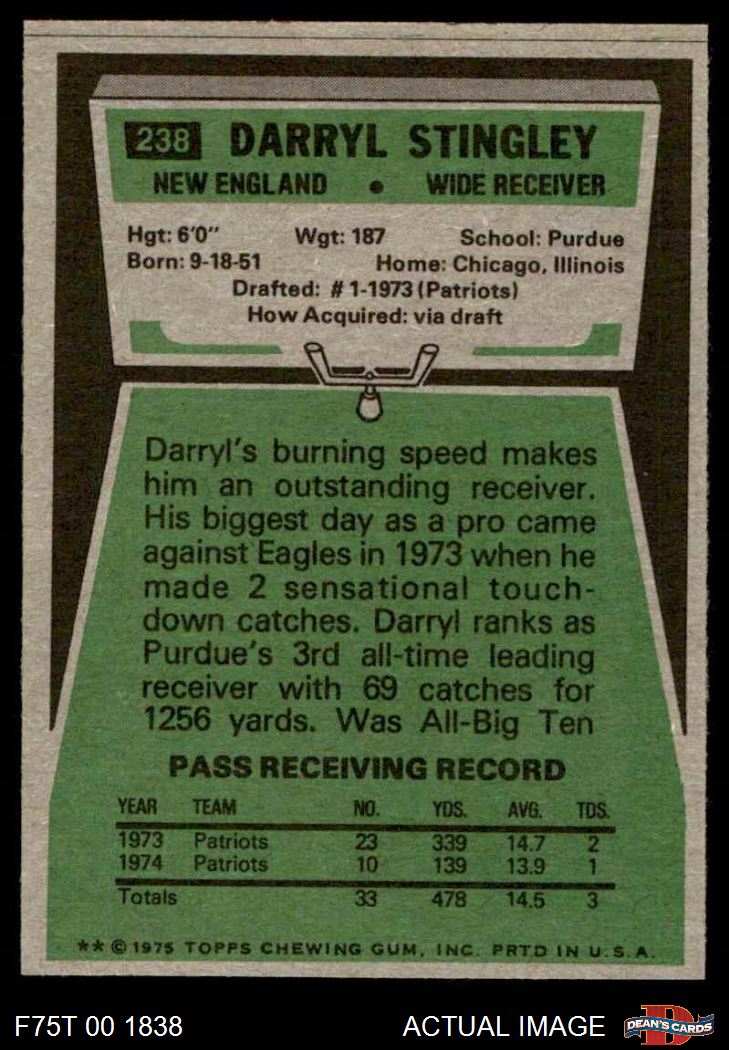 238 DARRYL STINGLEY
NEW ENGLAND • WIDE RECEIVER
Hgt: 6'0" Wgt: 187 School: Purdue
Born: 9-18-51 Home: Chicago, Illinois
Drafted: # 1-1973 (Patriots)
How Acquired: via draft
Darryl's burning speed makes
him an outstanding receiver.
His biggest day as a pro came
against Eagles in 1973 when he
made 2 sensational touch-
down catches. Darryl ranks as
Purdue's 3rd all-time leading
receiver with 69 catches for
1256 yards. Was All-Big Ten
PASS RECEIVING RECORD
YEAR TEAM NO. YDS. AVG. TDS.
1973 Patriots 23 339 14.7 2
1974 Patriots 10 139 13.9 1
Totals 33 478 14.5 3
** © 1975 TOPPS CHEWING GUM, INC. PRTD IN U.S.A.
F75T 00 1838 ACTUAL IMAGE D DEAN'S CARDS